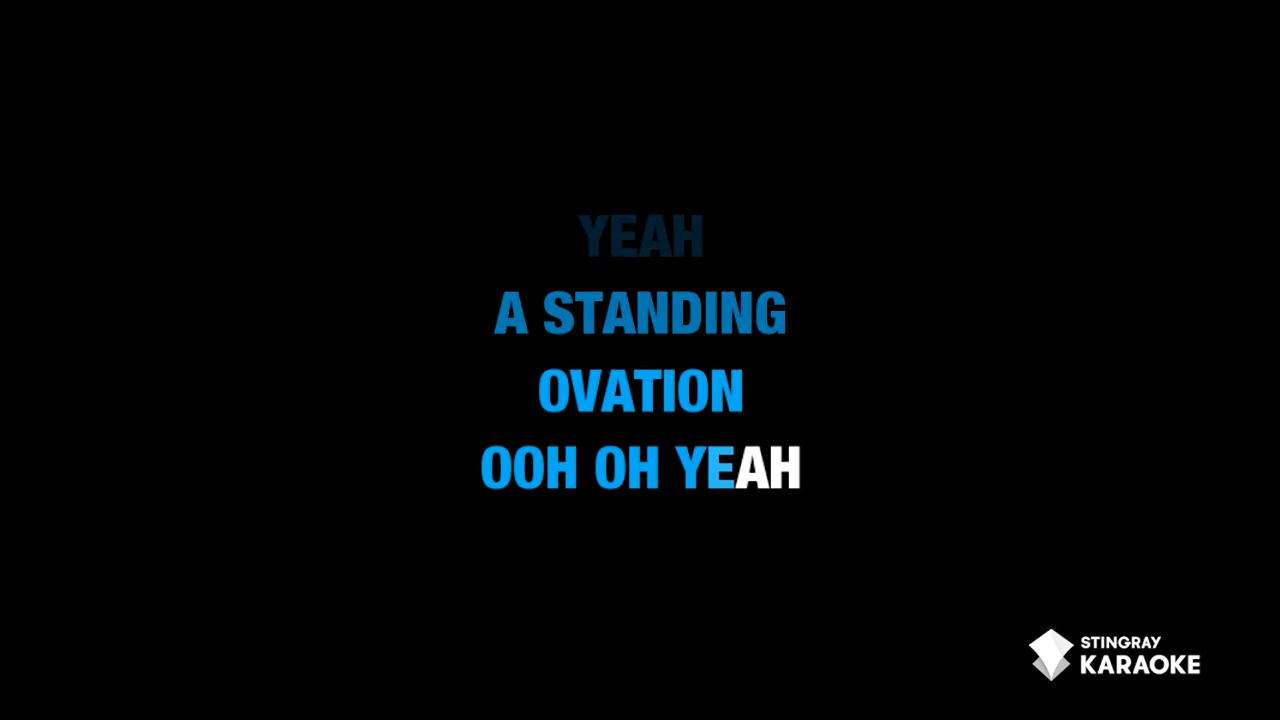 YEAH
A STANDING
OVATION
OOH OH YEAH
STINGRAY
KARAOKE